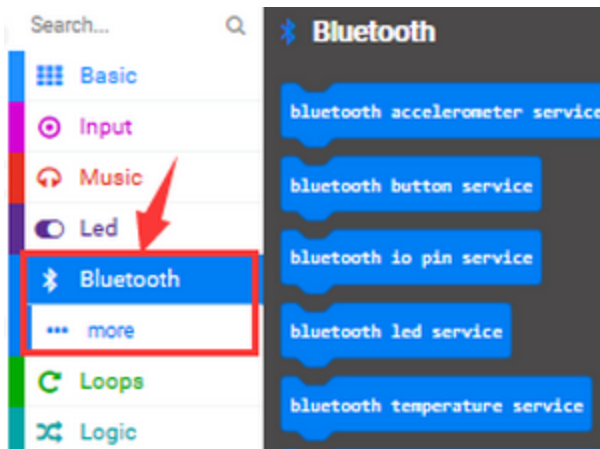 Search...
Basic
Input
Music
Led
Bluetooth
more
Loops
Logic
Bluetooth
bluetooth accelerometer service
bluetooth button service
bluetooth io pin service
bluetooth led service
bluetooth temperature service